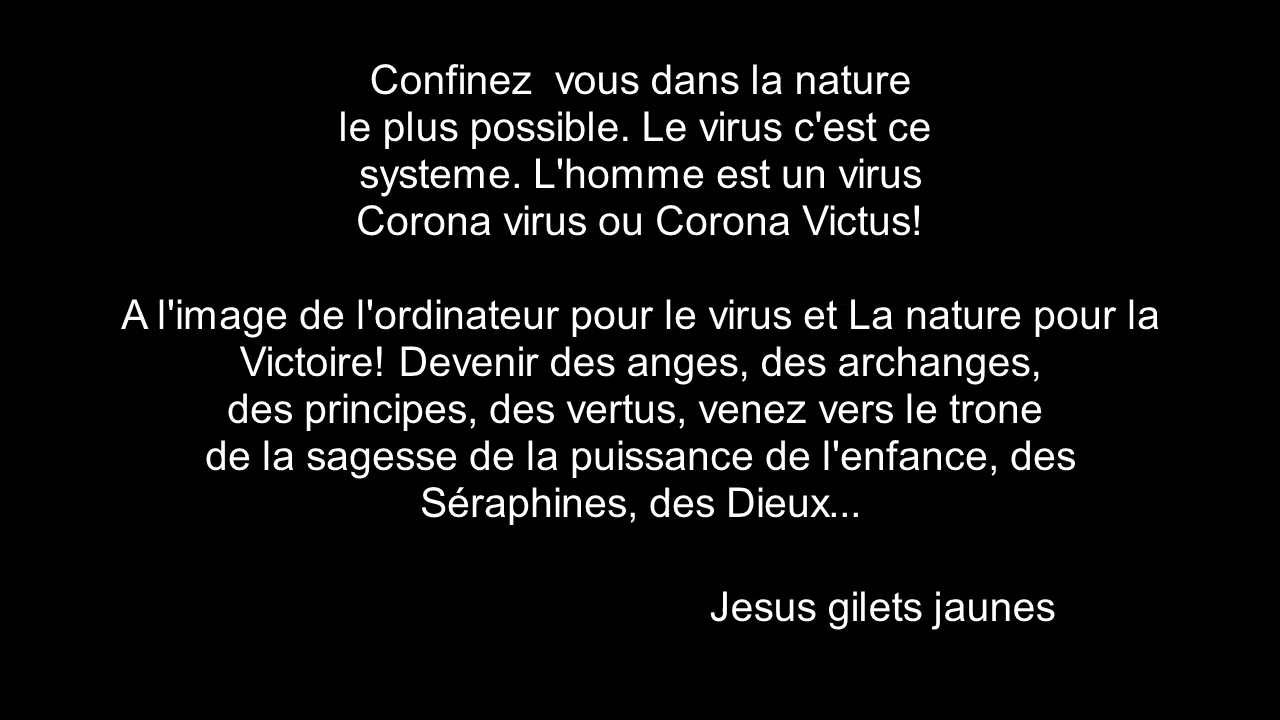 Confinez  vous dans la nature
le plus possible. Le virus c'est ce
systeme. L'homme est un virus
Corona virus ou Corona Victus!
A l'image de l'ordinateur pour le virus et La nature pour la
Victoire! Devenir des anges, des archanges,
des principes, des vertus, venez vers le trone
de la sagesse de la puissance de l'enfance, des
Séraphines, des Dieux...
Jesus gilets jaunes